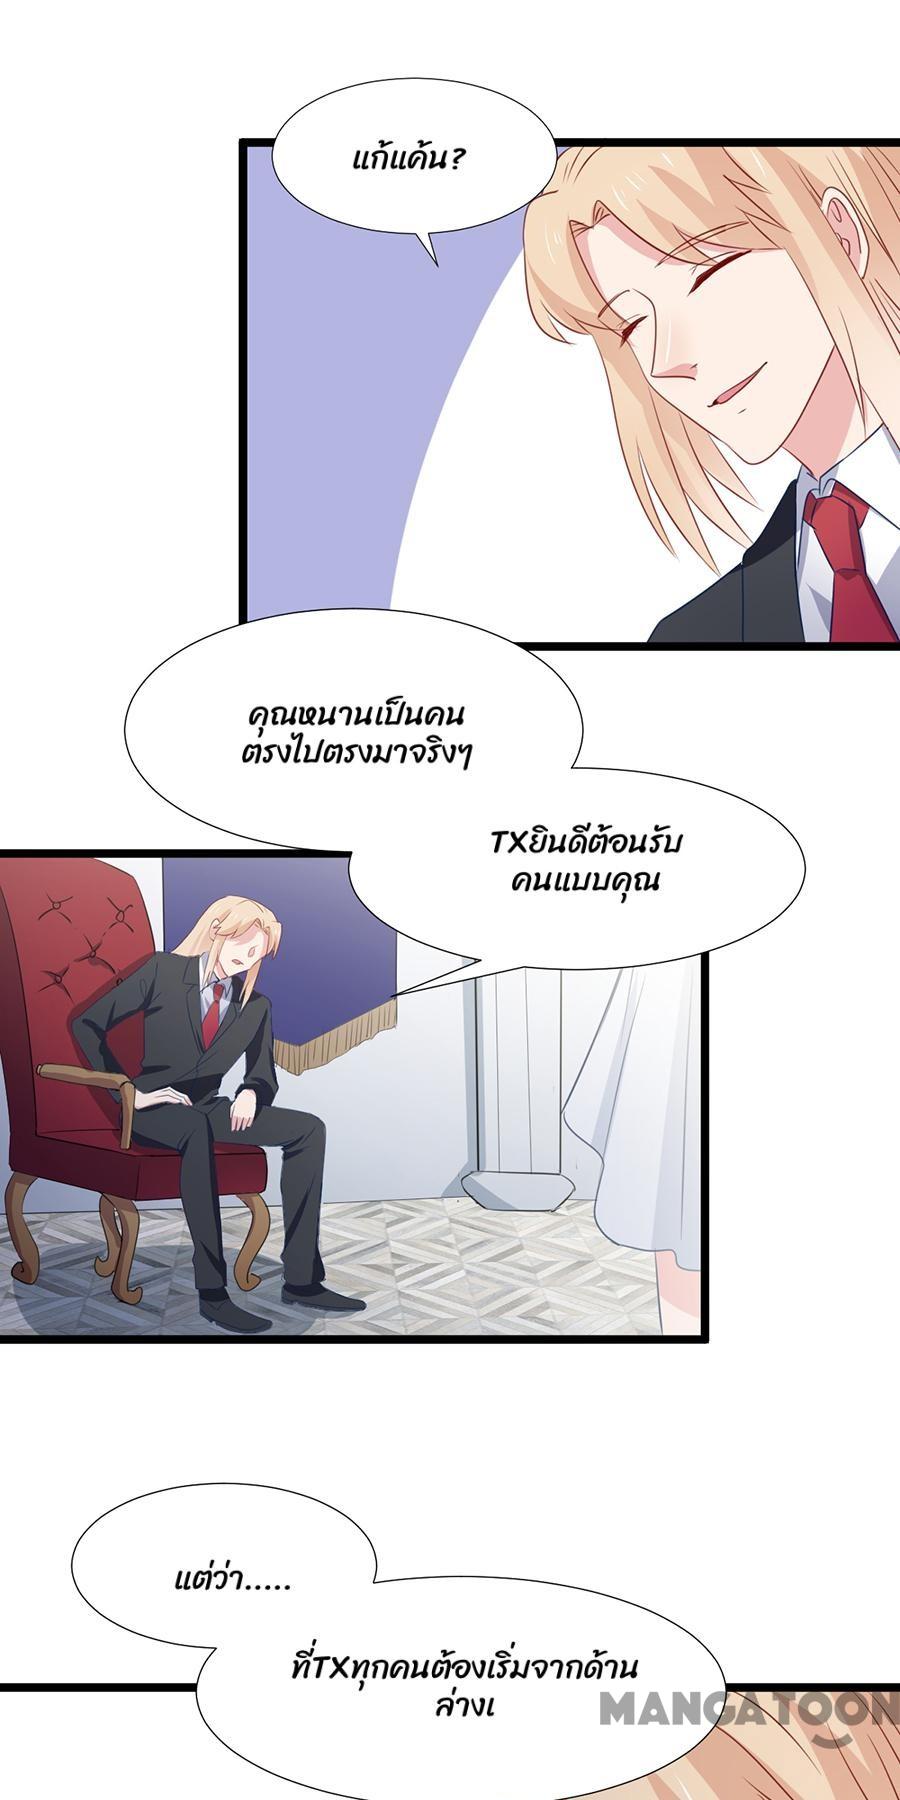 แก้แค้น?
คุณหนานเป็นคน
ตรงไปตรงมาจริงๆ
TXยินดีต้อนรับ
คนแบบคุณ
แต่ว่า.....
ที่TXทุกคนต้องเริ่มจากด้าน
ล่างเ
MANGATOON